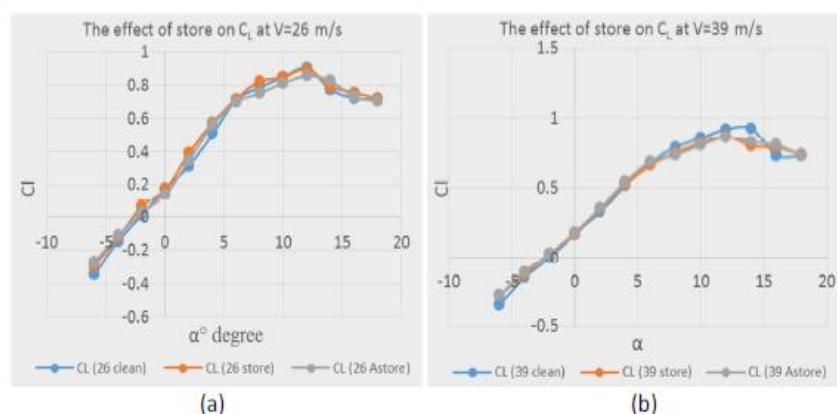 The effect of store on CL at V=26 m/s
1
0.8
0.6
0.4
0.2
0
-0.2
-0.4
-0.6
-10 -5 0 5 10 15 20
Cl
α° degree
CL (26 clean) CL (26 store) CL (26 Astore)
(a)
The effect of store on CL at V=39 m/s
1.5
1
0.5
0
-0.5
-10 -5 0 5 10 15 20
Cl
α
CL (39 clean) CL (39 store) CL (39 Astore)
(b)